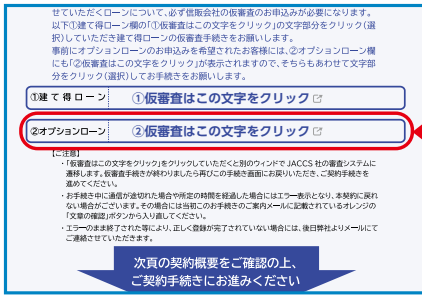 せていただくローンについて、必ず信販会社の仮審査のお申込みが必要になります。
以下①建て得ローン欄の「①仮審査はこの文字をクリック」の文字部分をクリック(選
択)していただき建て得ローンの仮審査手続をお願いします。
事前にオプションローンのお申込みを希望されたお客様には、②オプションローン欄
にも「②仮審査はこの文字をクリック」が表示されますので、そちらもあわせて文字部
分をクリック(選択)してお手続きをお願いします。
①建て得ローン ①仮審査はこの文字をクリック
②オプションローン ②仮審査はこの文字をクリック
【ご注意】
・「仮審査はこの文字をクリック」をクリックしていただくと別のウィンドで JACCS 社の審査システムに
遷移します。仮審査手続が終わりましたら再びこの手続き画面にお戻りいただき、ご契約手続きを
進めてください。
・お手続き中に通信が途切れた場合や所定の時間を経過した場合にはエラー表示となり、本契約に戻れ
ない場合がございます。その場合には当初このお手続きのご案内メールに記載されているオレンジの
「文章の確認」ボタンから入り直してください。
・エラーのまま終了された等により、正しく登録が完了されていない場合には、後日弊社よりメールにて
ご連絡させていただきます。
次頁の契約概要をご確認の上、
ご契約手続きにお進みください